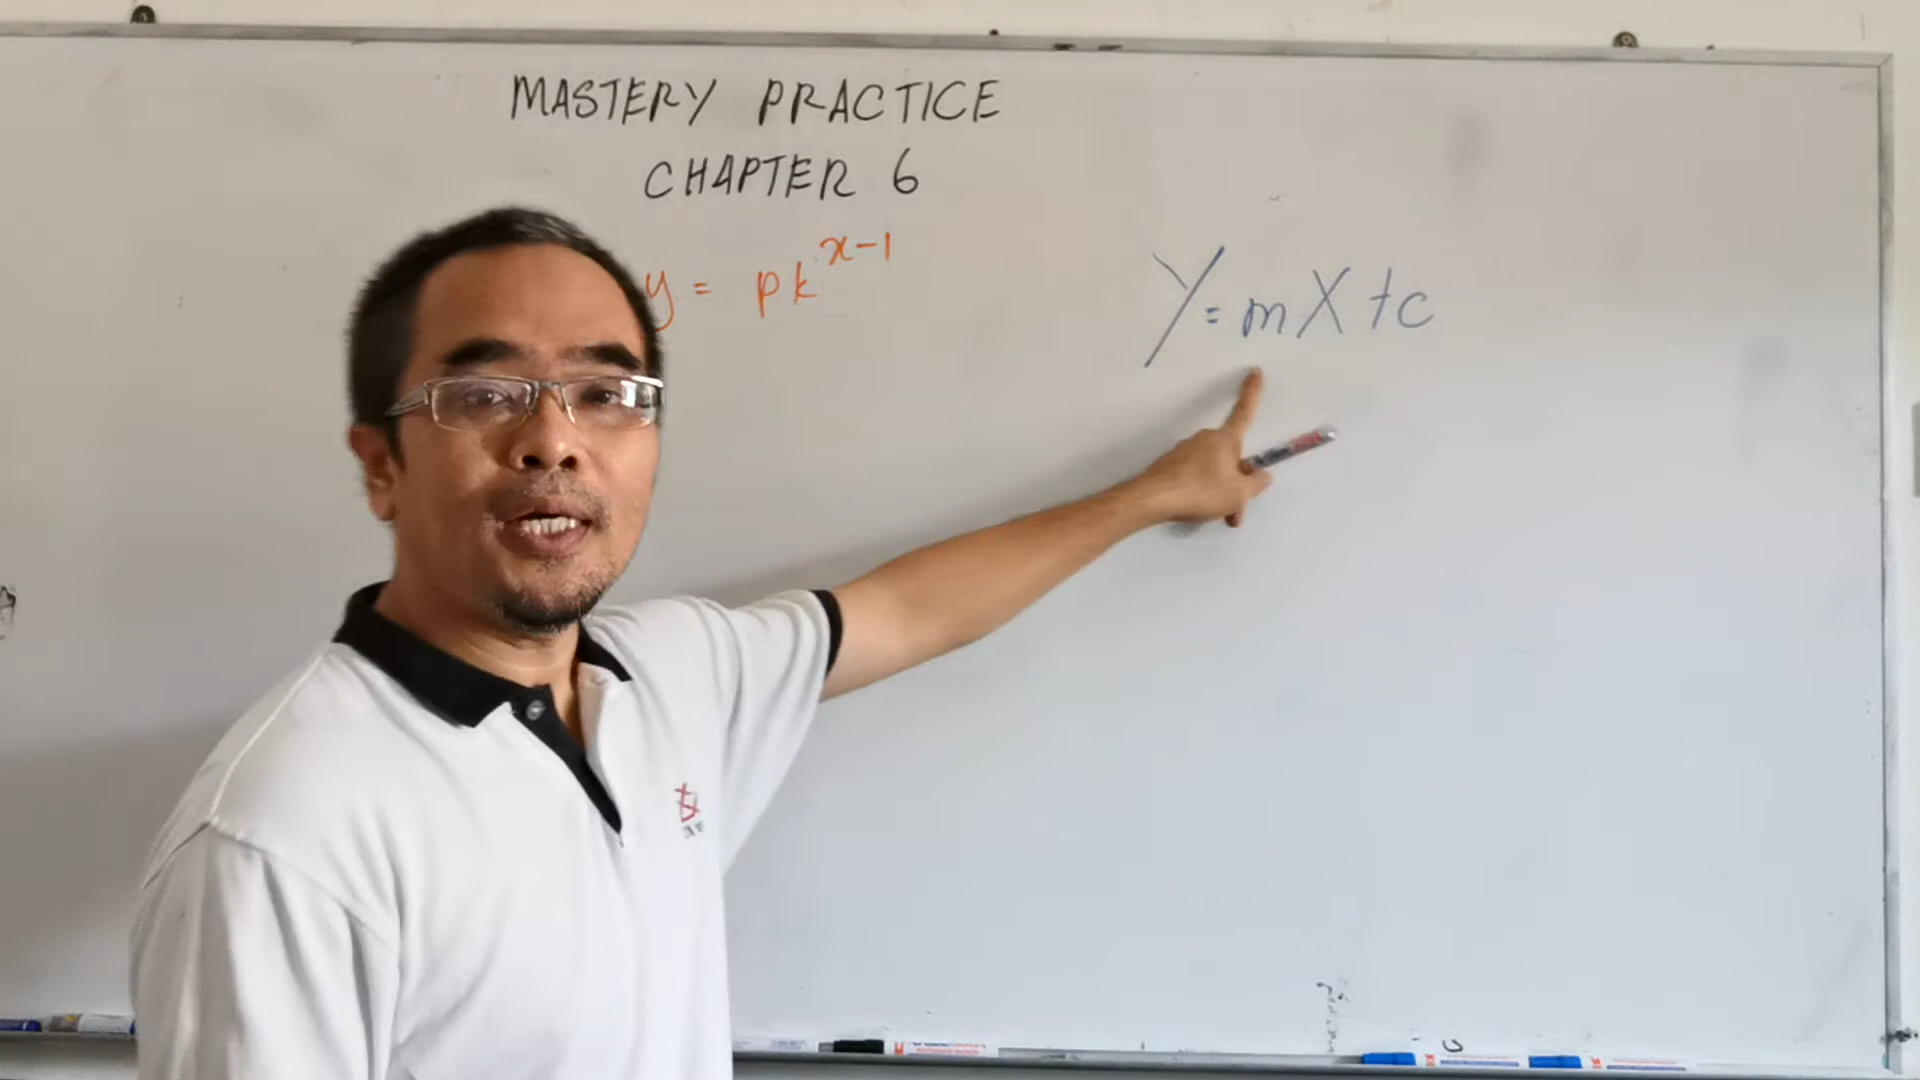 MASTERY PRACTICE
CHAPTER 6
y = pk^{x-1}
Y = mX + c